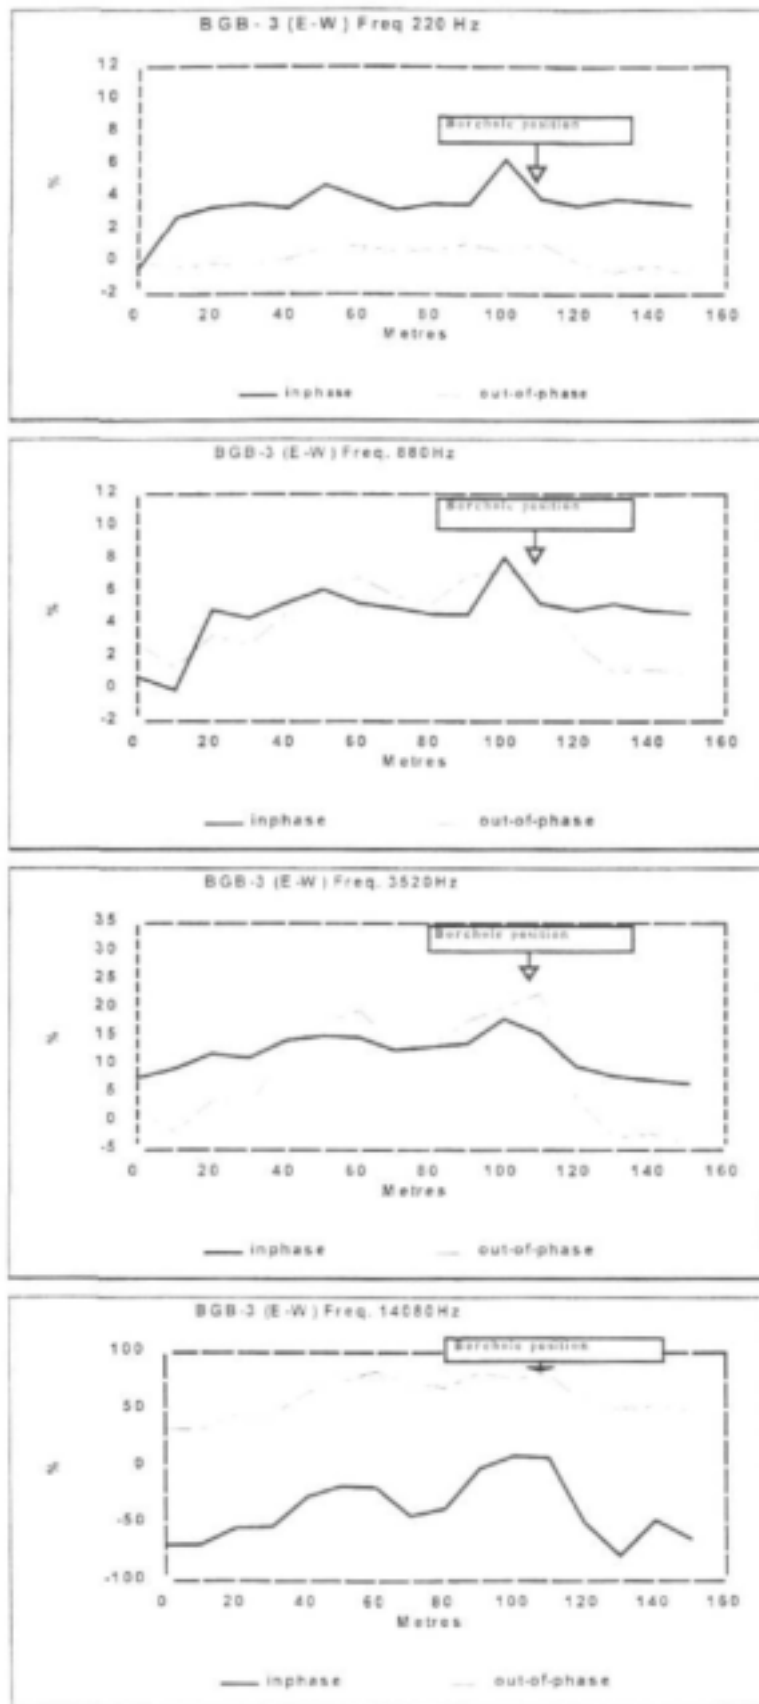 BGB-3 (E-W) Freq 220 Hz
12
10
8
6
4
2
0
-2
%
Borehole position
0 20 40 60 80 100 120 140 160
Metres
inphase out-of-phase
BGB-3 (E-W) Freq. 880Hz
12
10
8
6
4
2
0
-2
%
Borehole position
0 20 40 60 80 100 120 140 160
Metres
inphase out-of-phase
BGB-3 (E-W) Freq. 3520Hz
35
30
25
20
15
10
5
0
-5
%
Borehole position
0 20 40 60 80 100 120 140 160
Metres
inphase out-of-phase
BGB-3 (E-W) Freq. 14080Hz
100
50
0
-50
-100
%
Borehole position
0 20 40 60 80 100 120 140 160
Metres
inphase out-of-phase